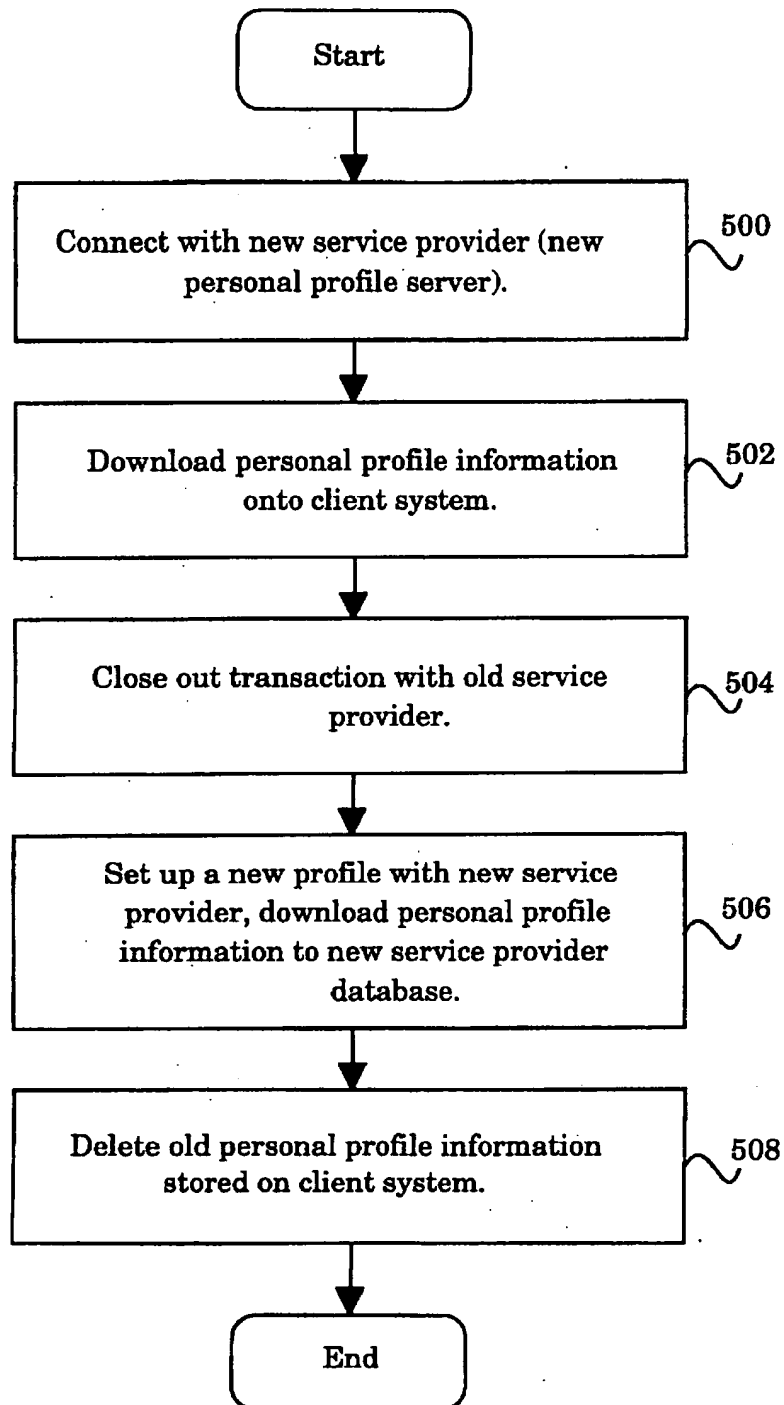 Start
Connect with new service provider (new
personal profile server).
500
Download personal profile information
onto client system.
502
Close out transaction with old service
provider.
504
Set up a new profile with new service
provider, download personal profile
information to new service provider
database.
506
Delete old personal profile information
stored on client system.
508
End